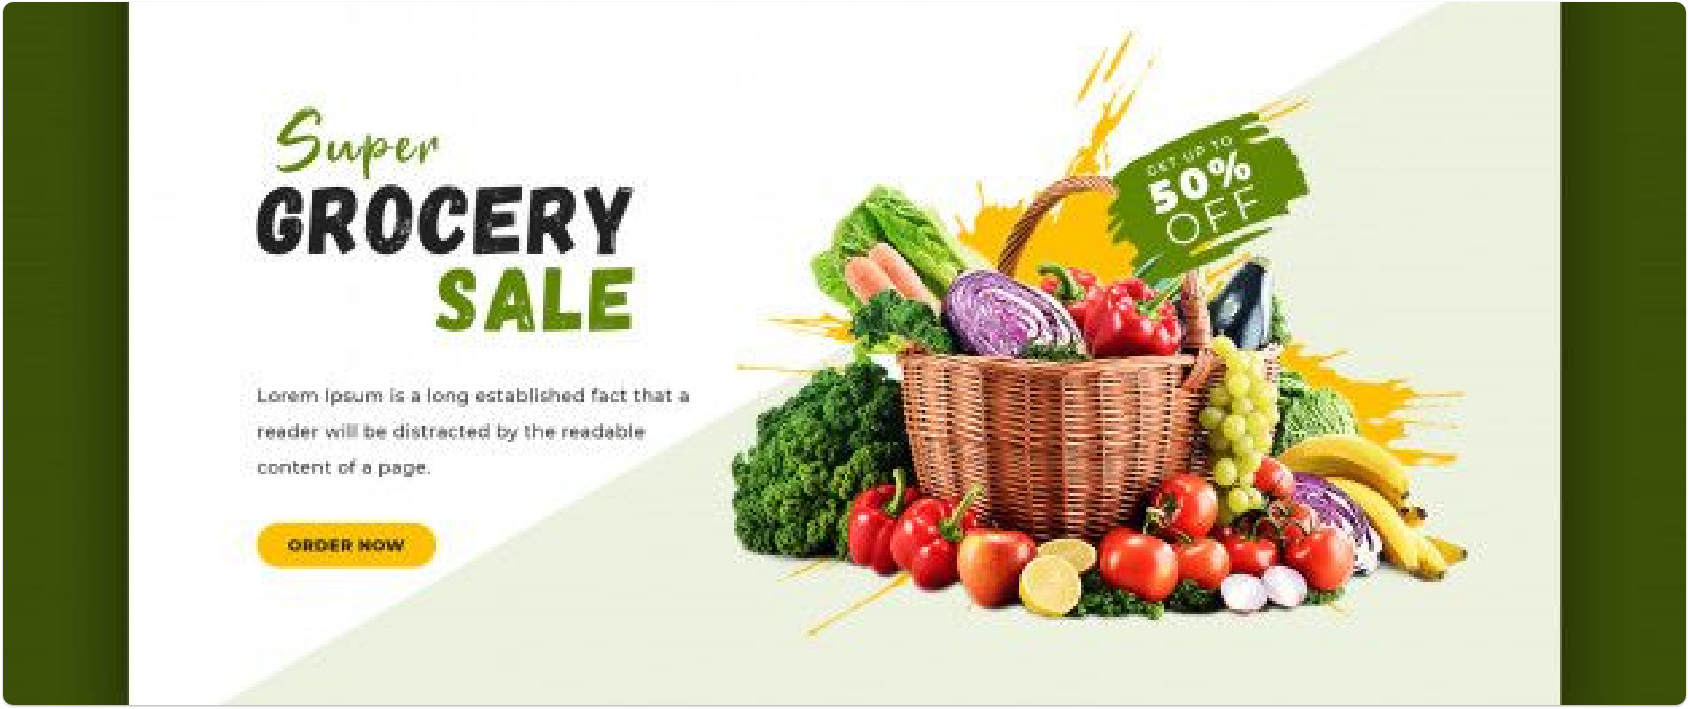 Super
GROCERY
SALE
Lorem Ipsum is a long established fact that a
reader will be distracted by the readable
content of a page.
ORDER NOW
GET UP TO
50%
OFF